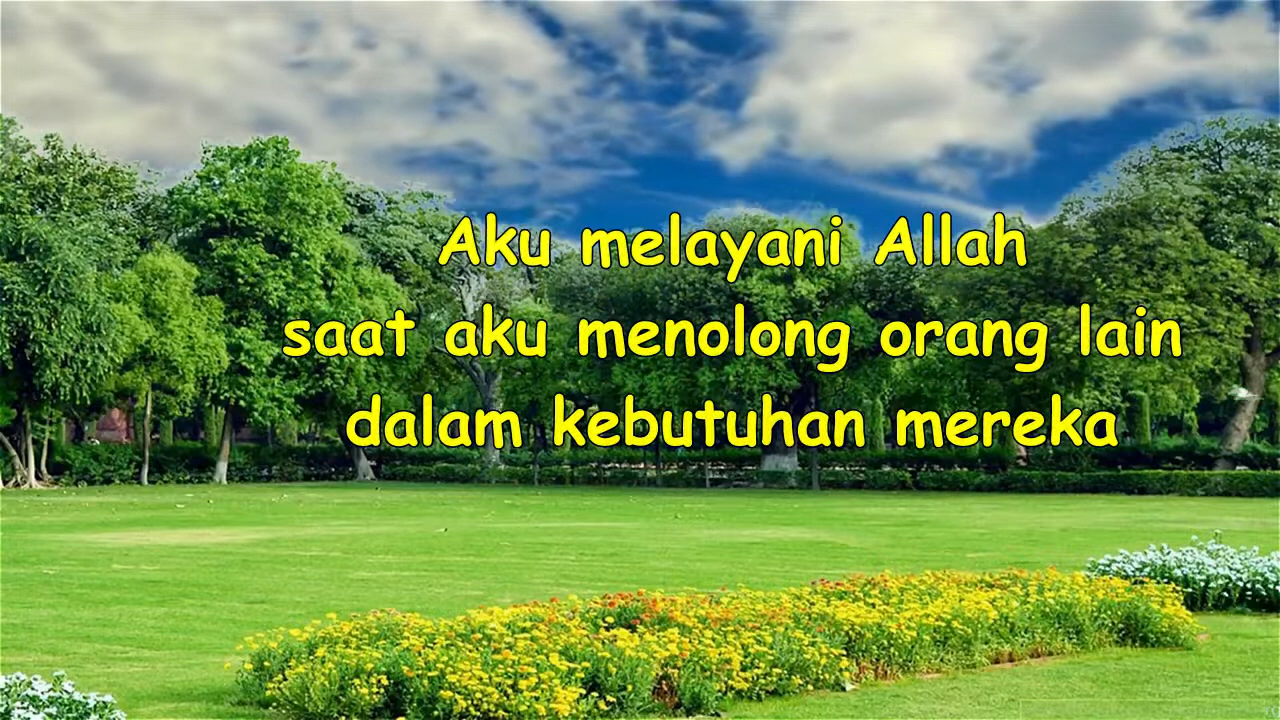 Aku melayani Allah
saat aku menolong orang lain
dalam kebutuhan mereka